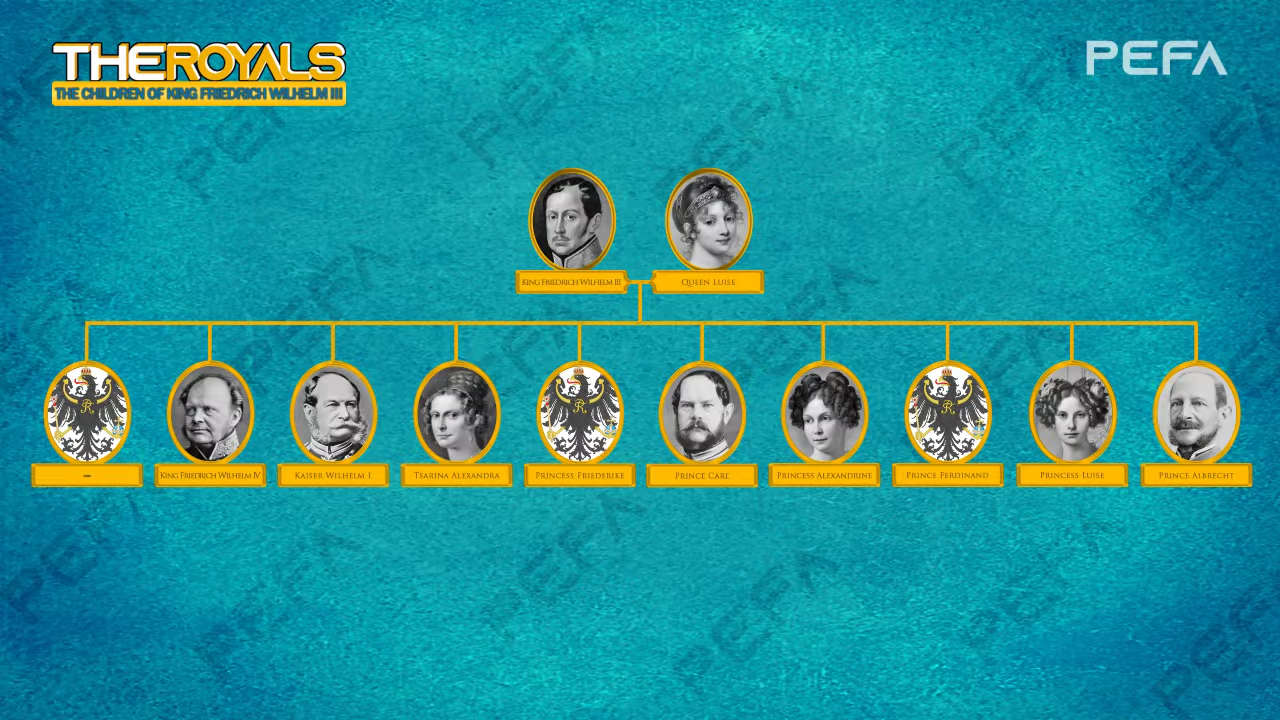 THEROYALS
THE CHILDREN OF KING FRIEDRICH WILHELM III
PEFA
KING FRIEDRICH WILHELM III
QUEEN LUISE
–
KING FRIEDRICH WILHELM IV
KAISER WILHELM I
TSARINA ALEXANDRA
PRINCESS FRIEDERIKE
PRINCE CARL
PRINCESS ALEXANDRINE
PRINCE FERDINAND
PRINCESS LUISE
PRINCE ALBRECHT